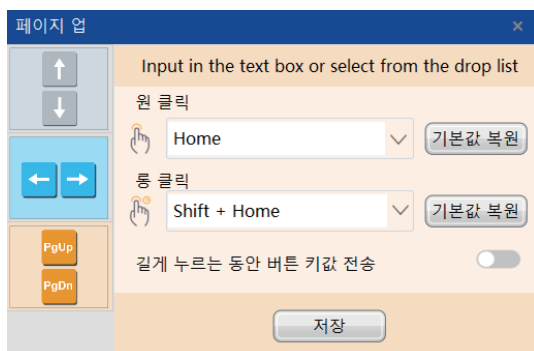 페이지 업
Input in the text box or select from the drop list
원 클릭
Home
기본값 복원
롱 클릭
Shift + Home
기본값 복원
PgUp
PgDn
길게 누르는 동안 버튼 키값 전송
저장